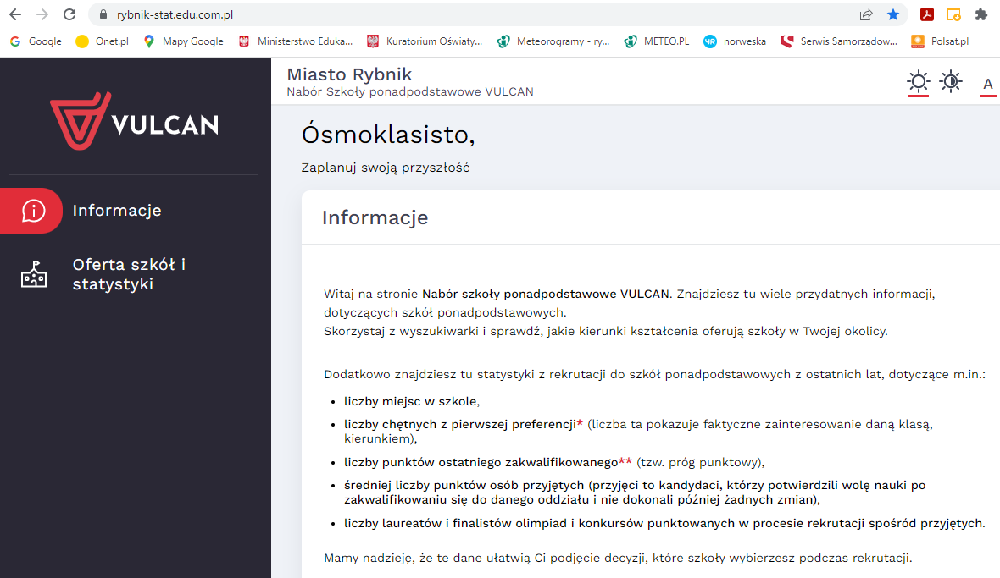 rybnik-stat.edu.com.pl
Google Onet.pl Mapy Google Ministerstwo Eduka... Kuratorium Oświaty... Meteorogramy - ry... METEO.PL norweska Serwis Samorządow... Polsat.pl
VULCAN
Informacje
Oferta szkół i
statystyki
Miasto Rybnik
Nabór Szkoły ponadpodstawowe VULCAN
A
Ósmoklasisto,
Zaplanuj swoją przyszłość
Informacje
Witaj na stronie Nabór szkoły ponadpodstawowe VULCAN. Znajdziesz tu wiele przydatnych informacji,
dotyczących szkół ponadpodstawowych.
Skorzystaj z wyszukiwarki i sprawdź, jakie kierunki kształcenia oferują szkoły w Twojej okolicy.
Dodatkowo znajdziesz tu statystyki z rekrutacji do szkół ponadpodstawowych z ostatnich lat, dotyczące m.in.:
• liczby miejsc w szkole,
• liczby chętnych z pierwszej preferencji* (liczba ta pokazuje faktyczne zainteresowanie daną klasą,
kierunkiem),
• liczby punktów ostatniego zakwalifikowanego** (tzw. próg punktowy),
• średniej liczby punktów osób przyjętych (przyjęci to kandydaci, którzy potwierdzili wolę nauki po
zakwalifikowaniu się do danego oddziału i nie dokonali później żadnych zmian),
• liczby laureatów i finalistów olimpiad i konkursów punktowanych w procesie rekrutacji spośród przyjętych.
Mamy nadzieję, że te dane ułatwią Ci podjęcie decyzji, które szkoły wybierzesz podczas rekrutacji.